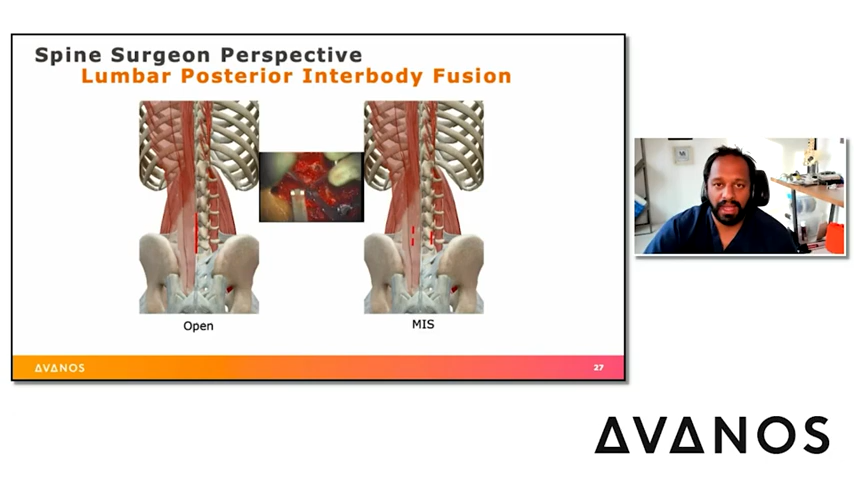 Spine Surgeon Perspective
Lumbar Posterior Interbody Fusion
Open
MIS
AVANOS
27
AVANOS